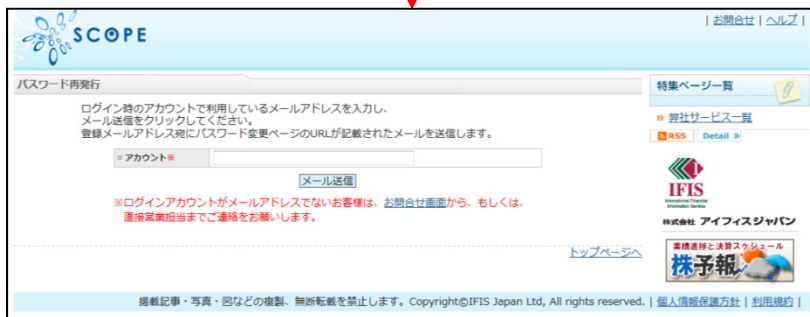 SCOPE
| お問合せ | ヘルプ |
パスワード再発行
ログイン時のアカウントで利用しているメールアドレスを入力し、
メール送信をクリックしてください。
登録メールアドレス宛にパスワード変更ページのURLが記載されたメールを送信します。
アカウント※
メール送信
※ログインアカウントがメールアドレスでないお客様は、お問合せ画面から、もしくは、
直接営業担当までご連絡をお願いします。
トップページへ
特集ページ一覧
» 弊社サービス一覧
RSS Detail »
IFIS
International Financial
Information Service
株式会社 アイフィスジャパン
業績進捗と決算スケジュール
株予報
掲載記事・写真・図などの複製、無断転載を禁止します。Copyright©IFIS Japan Ltd, All rights reserved. | 個人情報保護方針 | 利用規約 |